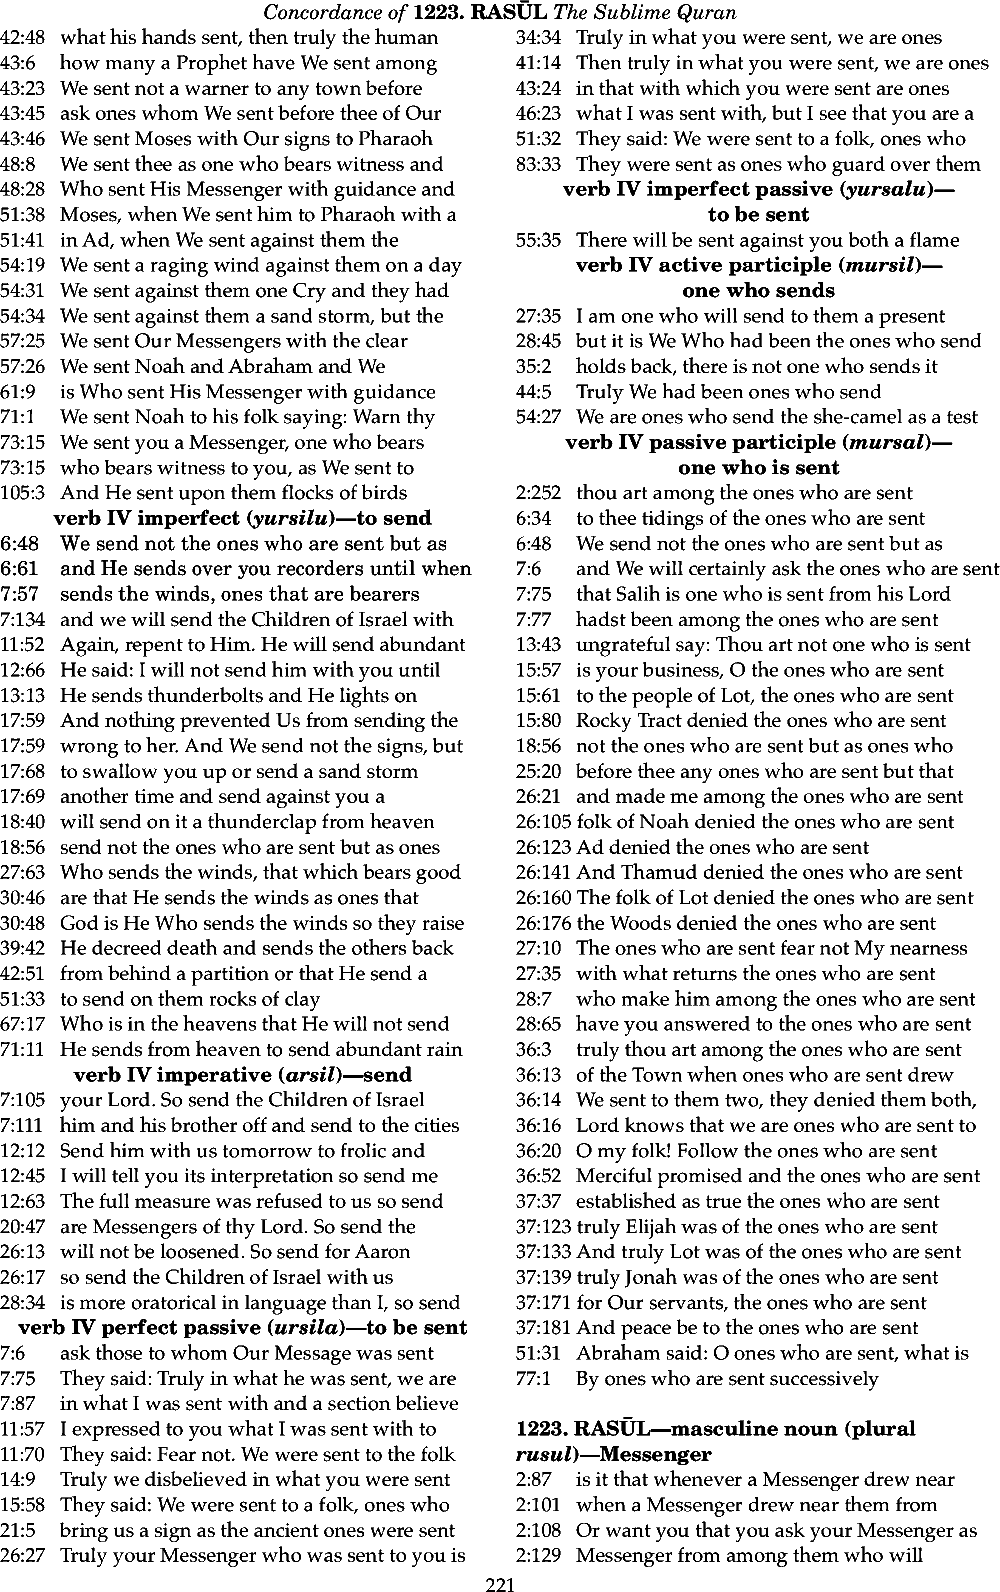 Concordance of 1223. RASŪL The Sublime Quran
42:48 what his hands sent, then truly the human
43:6 how many a Prophet have We sent among
43:23 We sent not a warner to any town before
43:45 ask ones whom We sent before thee of Our
43:46 We sent Moses with Our signs to Pharaoh
48:8 We sent thee as one who bears witness and
48:28 Who sent His Messenger with guidance and
51:38 Moses, when We sent him to Pharaoh with a
51:41 in Ad, when We sent against them the
54:19 We sent a raging wind against them on a day
54:31 We sent against them one Cry and they had
54:34 We sent against them a sand storm, but the
57:25 We sent Our Messengers with the clear
57:26 We sent Noah and Abraham and We
61:9 is Who sent His Messenger with guidance
71:1 We sent Noah to his folk saying: Warn thy
73:15 We sent you a Messenger, one who bears
73:15 who bears witness to you, as We sent to
105:3 And He sent upon them flocks of birds
verb IV imperfect (yursilu)—to send
6:48 We send not the ones who are sent but as
6:61 and He sends over you recorders until when
7:57 sends the winds, ones that are bearers
7:134 and we will send the Children of Israel with
11:52 Again, repent to Him. He will send abundant
12:66 He said: I will not send him with you until
13:13 He sends thunderbolts and He lights on
17:59 And nothing prevented Us from sending the
17:59 wrong to her. And We send not the signs, but
17:68 to swallow you up or send a sand storm
17:69 another time and send against you a
18:40 will send on it a thunderclap from heaven
18:56 send not the ones who are sent but as ones
27:63 Who sends the winds, that which bears good
30:46 are that He sends the winds as ones that
30:48 God is He Who sends the winds so they raise
39:42 He decreed death and sends the others back
42:51 from behind a partition or that He send a
51:33 to send on them rocks of clay
67:17 Who is in the heavens that He will not send
71:11 He sends from heaven to send abundant rain
verb IV imperative (arsil)—send
7:105 your Lord. So send the Children of Israel
7:111 him and his brother off and send to the cities
12:12 Send him with us tomorrow to frolic and
12:45 I will tell you its interpretation so send me
12:63 The full measure was refused to us so send
20:47 are Messengers of thy Lord. So send the
26:13 will not be loosened. So send for Aaron
26:17 so send the Children of Israel with us
28:34 is more oratorical in language than I, so send
verb IV perfect passive (ursila)—to be sent
7:6 ask those to whom Our Message was sent
7:75 They said: Truly in what he was sent, we are
7:87 in what I was sent with and a section believe
11:57 I expressed to you what I was sent with to
11:70 They said: Fear not. We were sent to the folk
14:9 Truly we disbelieved in what you were sent
15:58 They said: We were sent to a folk, ones who
21:5 bring us a sign as the ancient ones were sent
26:27 Truly your Messenger who was sent to you is
34:34 Truly in what you were sent, we are ones
41:14 Then truly in what you were sent, we are ones
43:24 in that with which you were sent are ones
46:23 what I was sent with, but I see that you are a
51:32 They said: We were sent to a folk, ones who
83:33 They were sent as ones who guard over them
verb IV imperfect passive (yursalu)—
to be sent
55:35 There will be sent against you both a flame
verb IV active participle (mursil)—
one who sends
27:35 I am one who will send to them a present
28:45 but it is We Who had been the ones who send
35:2 holds back, there is not one who sends it
44:5 Truly We had been ones who send
54:27 We are ones who send the she-camel as a test
verb IV passive participle (mursal)—
one who is sent
2:252 thou art among the ones who are sent
6:34 to thee tidings of the ones who are sent
6:48 We send not the ones who are sent but as
7:6 and We will certainly ask the ones who are sent
7:75 that Salih is one who is sent from his Lord
7:77 hadst been among the ones who are sent
13:43 ungrateful say: Thou art not one who is sent
15:57 is your business, O the ones who are sent
15:61 to the people of Lot, the ones who are sent
15:80 Rocky Tract denied the ones who are sent
18:56 not the ones who are sent but as ones who
25:20 before thee any ones who are sent but that
26:21 and made me among the ones who are sent
26:105 folk of Noah denied the ones who are sent
26:123 Ad denied the ones who are sent
26:141 And Thamud denied the ones who are sent
26:160 The folk of Lot denied the ones who are sent
26:176 the Woods denied the ones who are sent
27:10 The ones who are sent fear not My nearness
27:35 with what returns the ones who are sent
28:7 who make him among the ones who are sent
28:65 have you answered to the ones who are sent
36:3 truly thou art among the ones who are sent
36:13 of the Town when ones who are sent drew
36:14 We sent to them two, they denied them both,
36:16 Lord knows that we are ones who are sent to
36:20 O my folk! Follow the ones who are sent
36:52 Merciful promised and the ones who are sent
37:37 established as true the ones who are sent
37:123 truly Elijah was of the ones who are sent
37:133 And truly Lot was of the ones who are sent
37:139 truly Jonah was of the ones who are sent
37:171 for Our servants, the ones who are sent
37:181 And peace be to the ones who are sent
51:31 Abraham said: O ones who are sent, what is
77:1 By ones who are sent successively
1223. RASŪL—masculine noun (plural
rusul)—Messenger
2:87 is it that whenever a Messenger drew near
2:101 when a Messenger drew near them from
2:108 Or want you that you ask your Messenger as
2:129 Messenger from among them who will
221